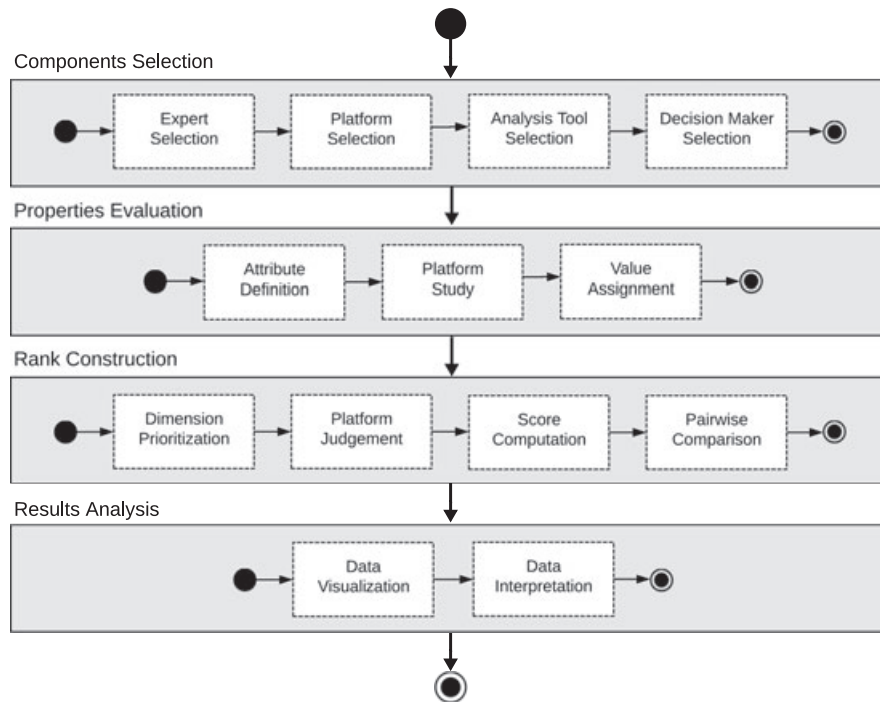 Components Selection
Expert
Selection
Platform
Selection
Analysis Tool
Selection
Decision Maker
Selection
Properties Evaluation
Attribute
Definition
Platform
Study
Value
Assignment
Rank Construction
Dimension
Prioritization
Platform
Judgement
Score
Computation
Pairwise
Comparison
Results Analysis
Data
Visualization
Data
Interpretation